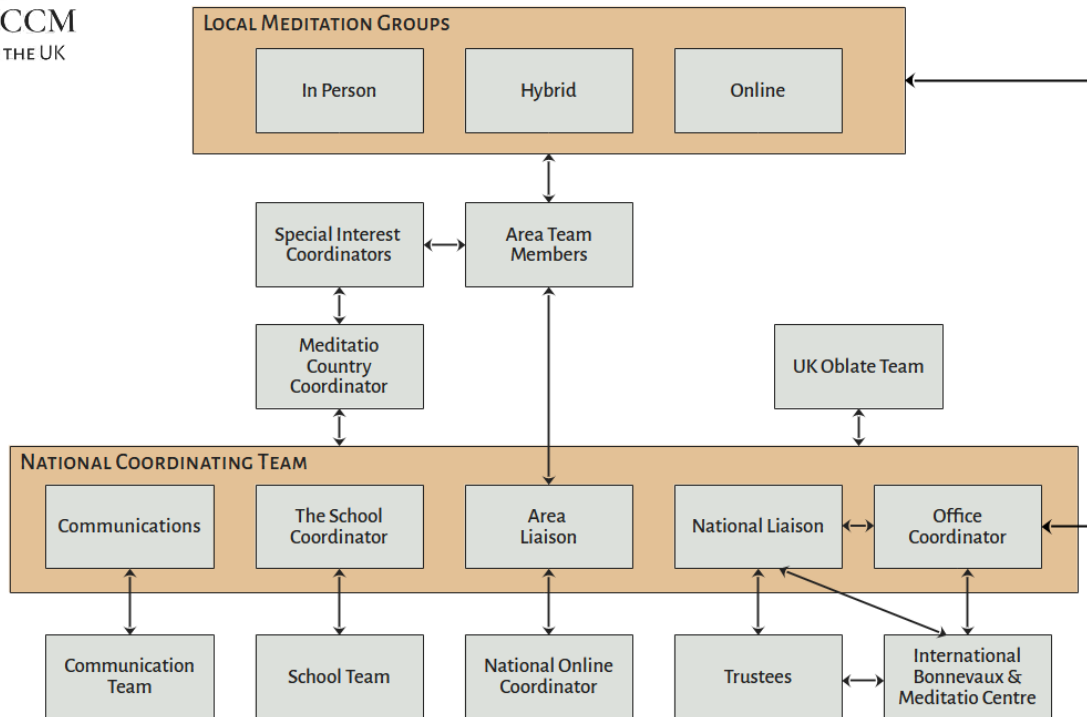 CCM
THE UK
LOCAL MEDITATION GROUPS
In Person
Hybrid
Online
Special Interest
Coordinators
Area Team
Members
Meditatio
Country
Coordinator
UK Oblate Team
NATIONAL COORDINATING TEAM
Communications
The School
Coordinator
Area
Liaison
National Liaison
Office
Coordinator
Communication
Team
School Team
National Online
Coordinator
Trustees
International
Bonnevaux &
Meditatio Centre